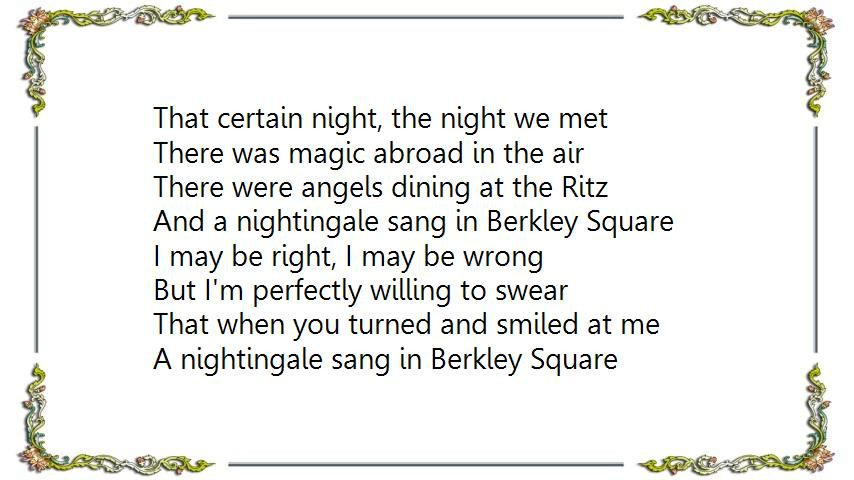 That certain night, the night we met
There was magic abroad in the air
There were angels dining at the Ritz
And a nightingale sang in Berkley Square
I may be right, I may be wrong
But I'm perfectly willing to swear
That when you turned and smiled at me
A nightingale sang in Berkley Square